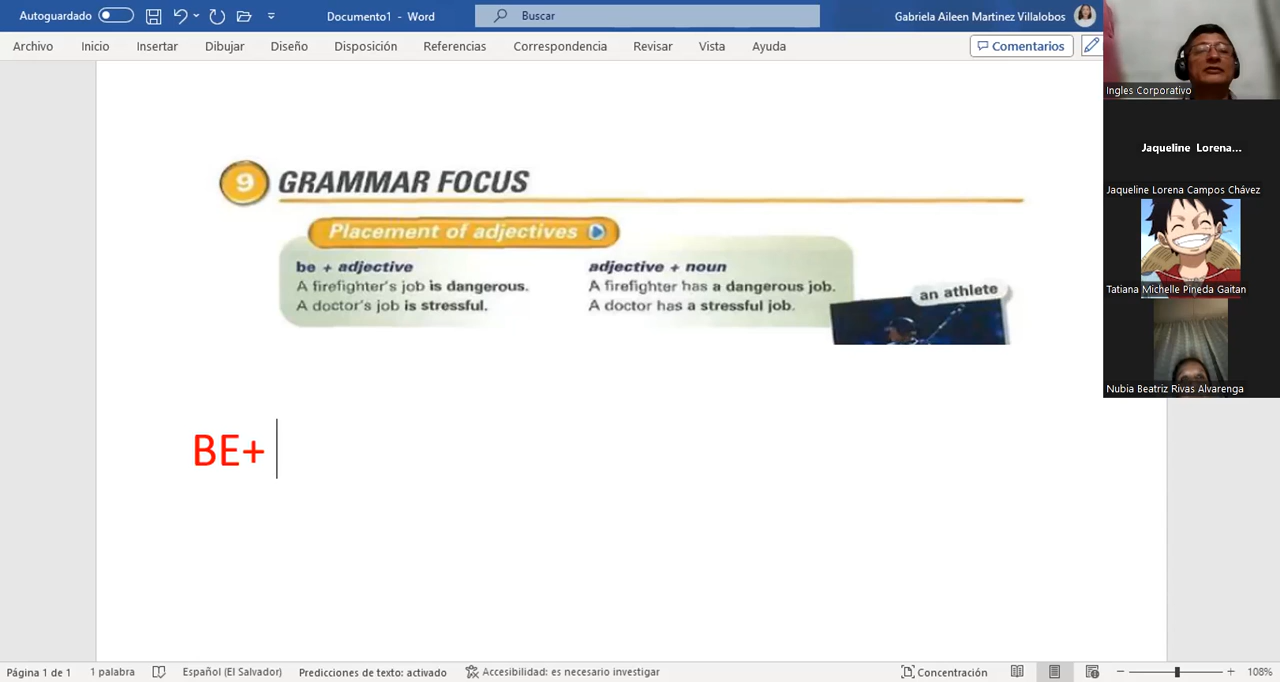 Autoguardado
Documento1 - Word
Buscar
Gabriela Aileen Martinez Villalobos
Archivo Inicio Insertar Dibujar Diseño Disposición Referencias Correspondencia Revisar Vista Ayuda
Comentarios
Ingles Corporativo
Jaqueline Lorena...
Jaqueline Lorena Campos Chávez
Tatiana Michelle Pineda Gaitan
Nubia Beatriz Rivas Alvarenga
9 GRAMMAR FOCUS
Placement of adjectives
be + adjective
A firefighter's job is dangerous.
A doctor's job is stressful.
adjective + noun
A firefighter has a dangerous job.
A doctor has a stressful job.
an athlete
BE+
Página 1 de 1 1 palabra Español (El Salvador) Predicciones de texto: activado Accesibilidad: es necesario investigar Concentración 108%